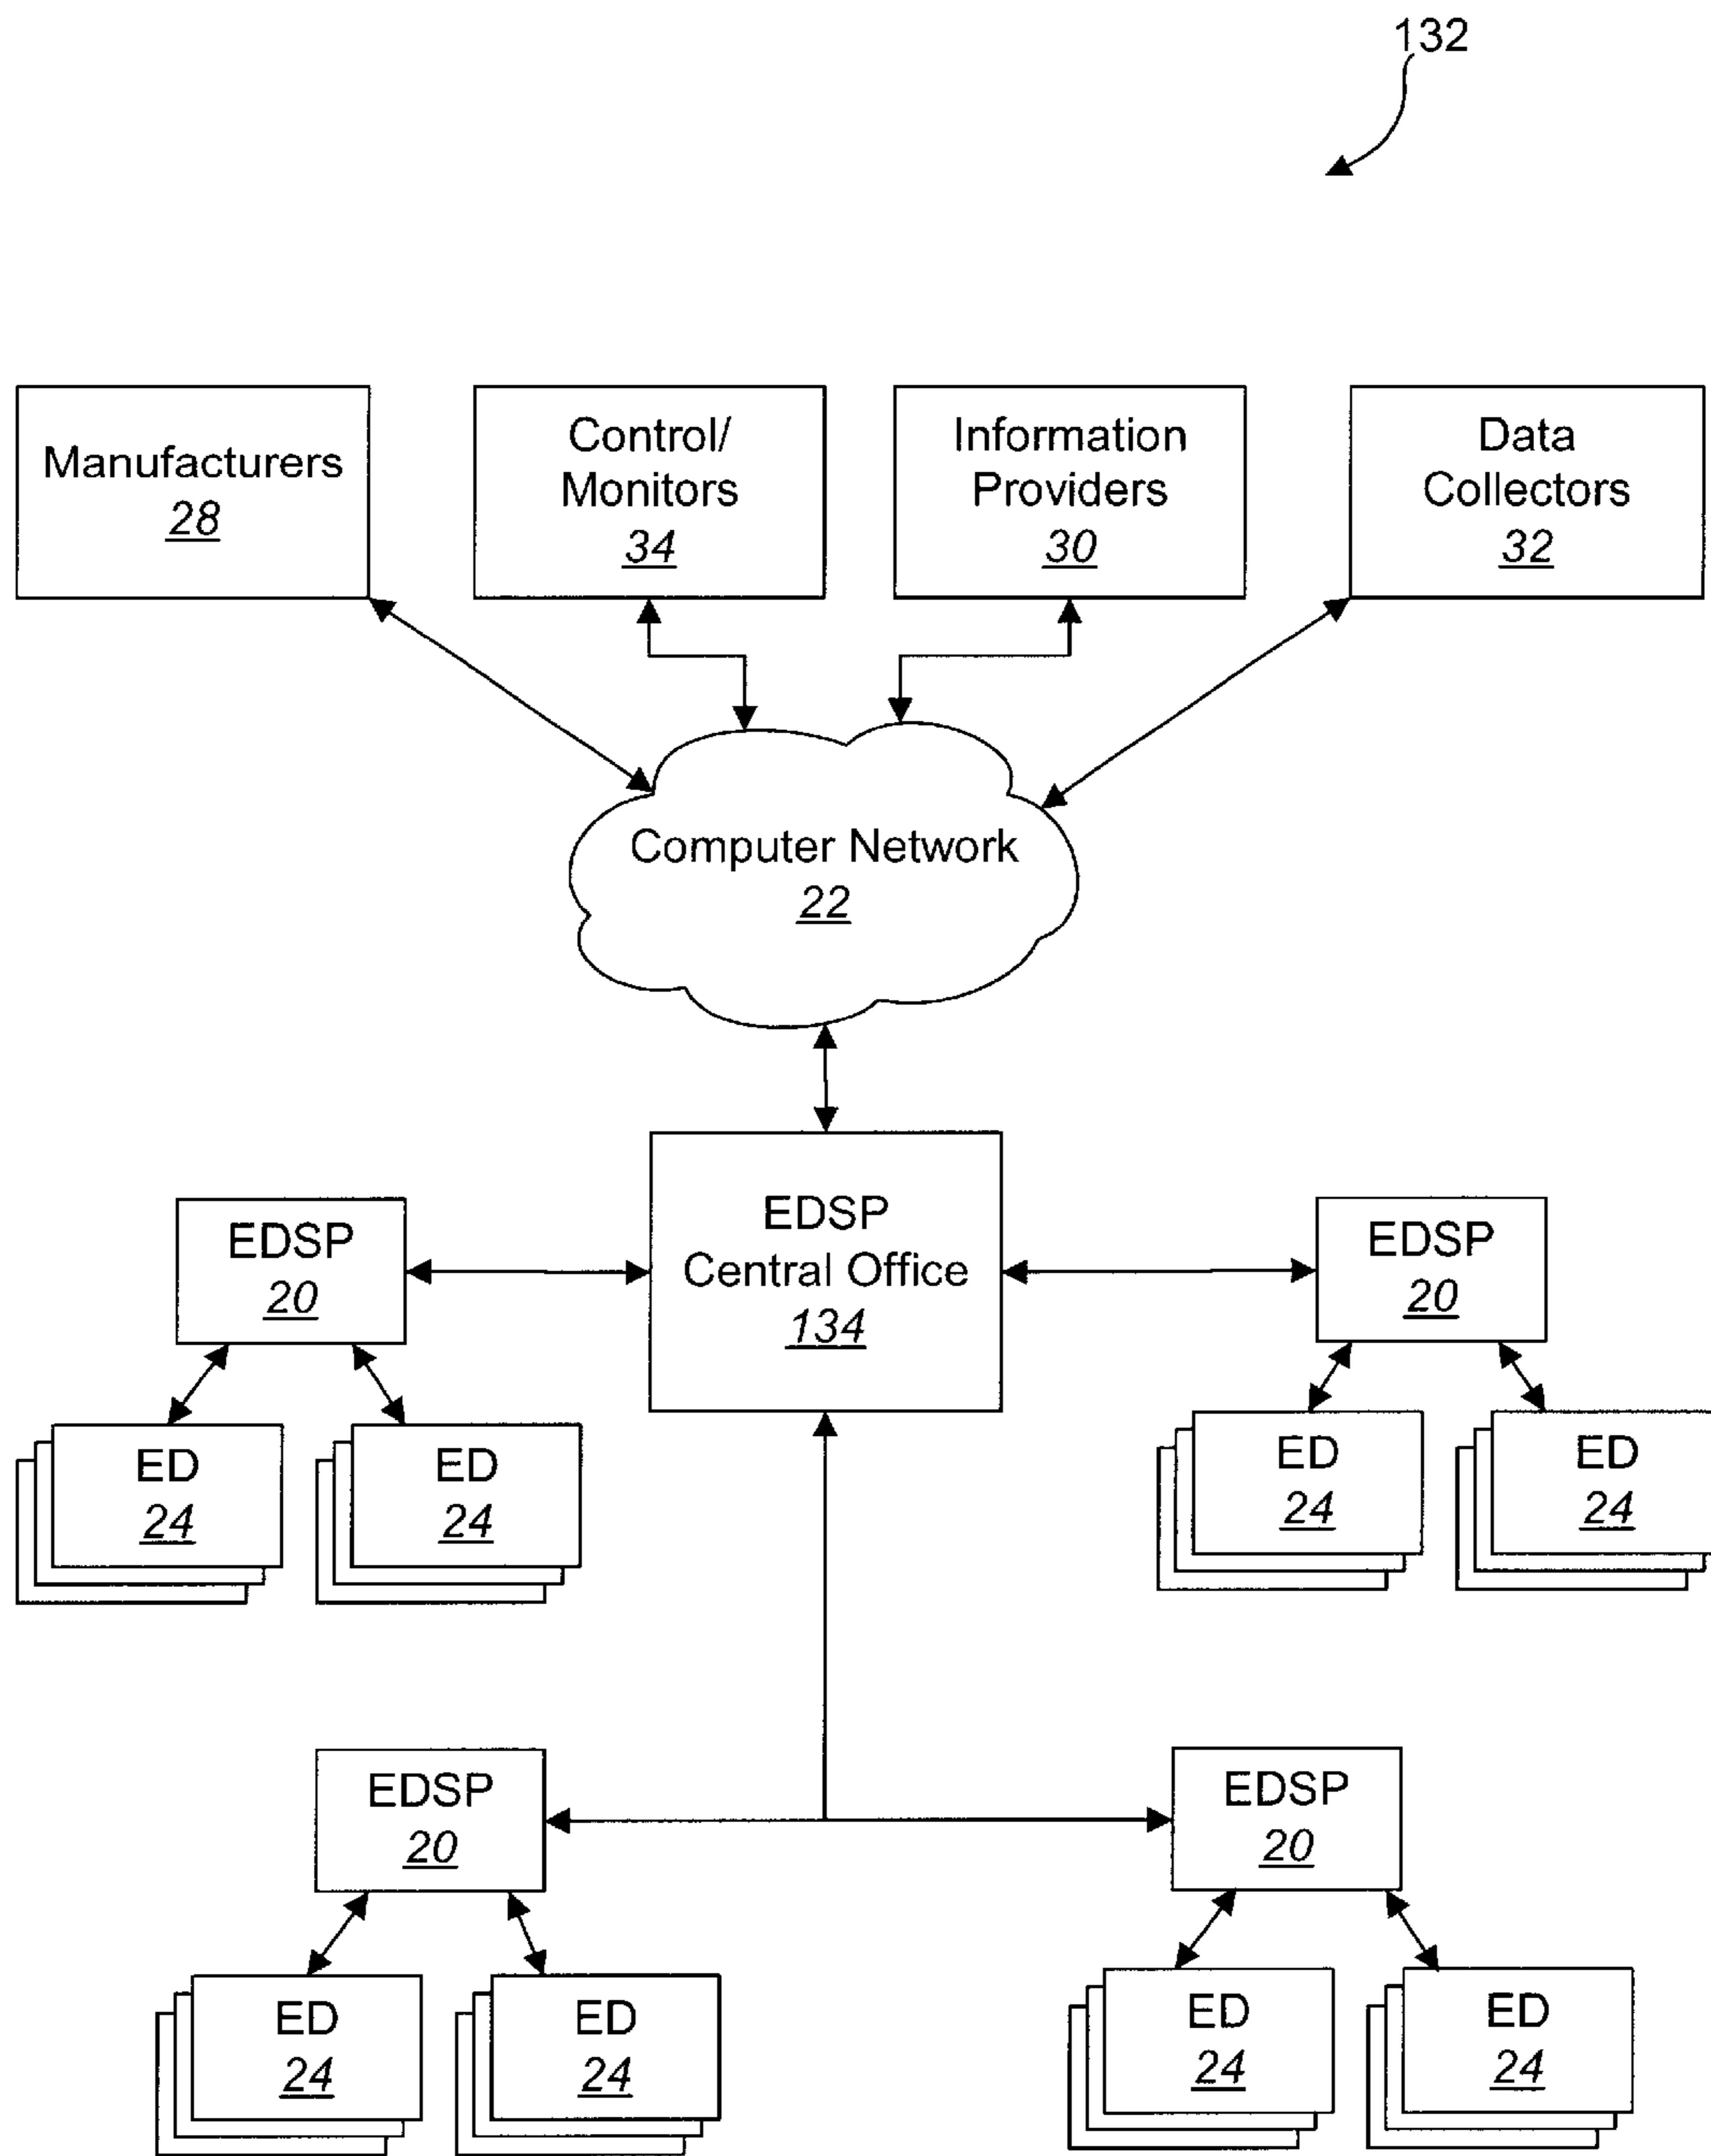 132
Manufacturers
28
Control/
Monitors
34
Information
Providers
30
Data
Collectors
32
Computer Network
22
EDSP
20
EDSP
Central Office
134
EDSP
20
ED
24
ED
24
ED
24
ED
24
EDSP
20
EDSP
20
ED
24
ED
24
ED
24
ED
24